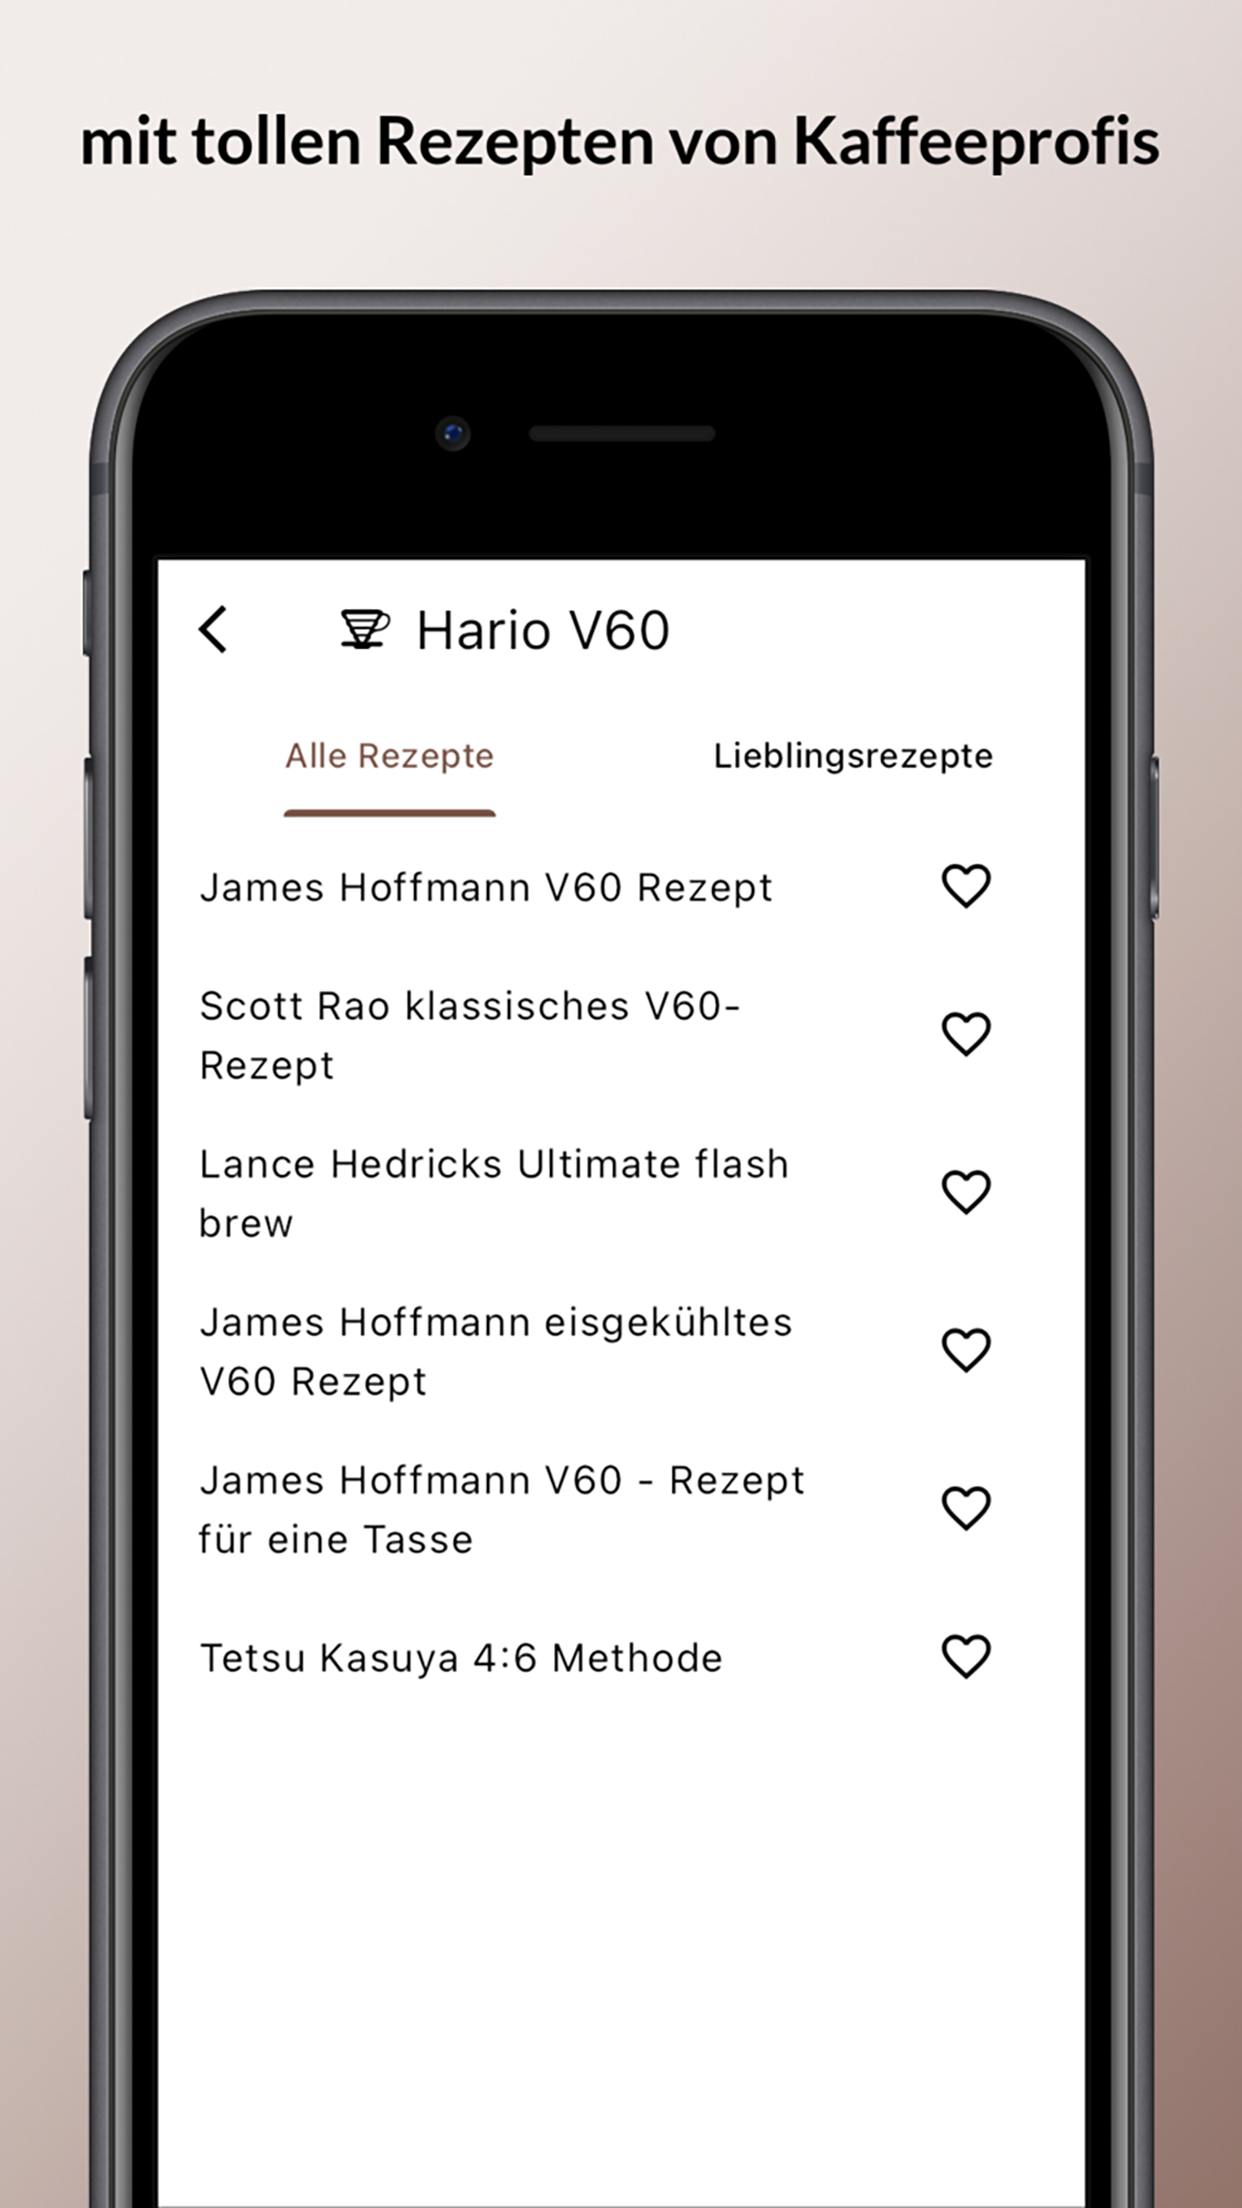 mit tollen Rezepten von Kaffeeprofis
Hario V60
Alle Rezepte
Lieblingsrezepte
James Hoffmann V60 Rezept
Scott Rao klassisches V60-
Rezept
Lance Hedricks Ultimate flash
brew
James Hoffmann eisgekühltes
V60 Rezept
James Hoffmann V60 - Rezept
für eine Tasse
Tetsu Kasuya 4:6 Methode